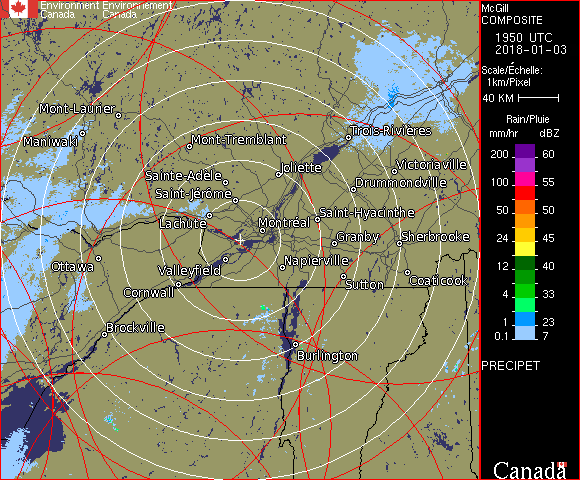 Environment Environnement
Canada Canada
McGill
COMPOSITE
1950 UTC
2018-01-03
Scale/Échelle:
1km/Pixel
40 KM
Rain/Pluie
mm/hr dBZ
200 60
150 57
100 55
50 50
24 45
12 40
4 33
1 23
0.1 7
PRECIPET
Canada
Mont-Laurier
Maniwaki
Mont-Tremblant
Trois-Rivières
Joliette
Victoriaville
Sainte-Adèle
Drummondville
Saint-Jérôme
Saint-Hyacinthe
Lachute
Montréal
Granby
Sherbrooke
Ottawa
Valleyfield
Napierville
Cornwall
Sutton
Coaticook
Brockville
Burlington